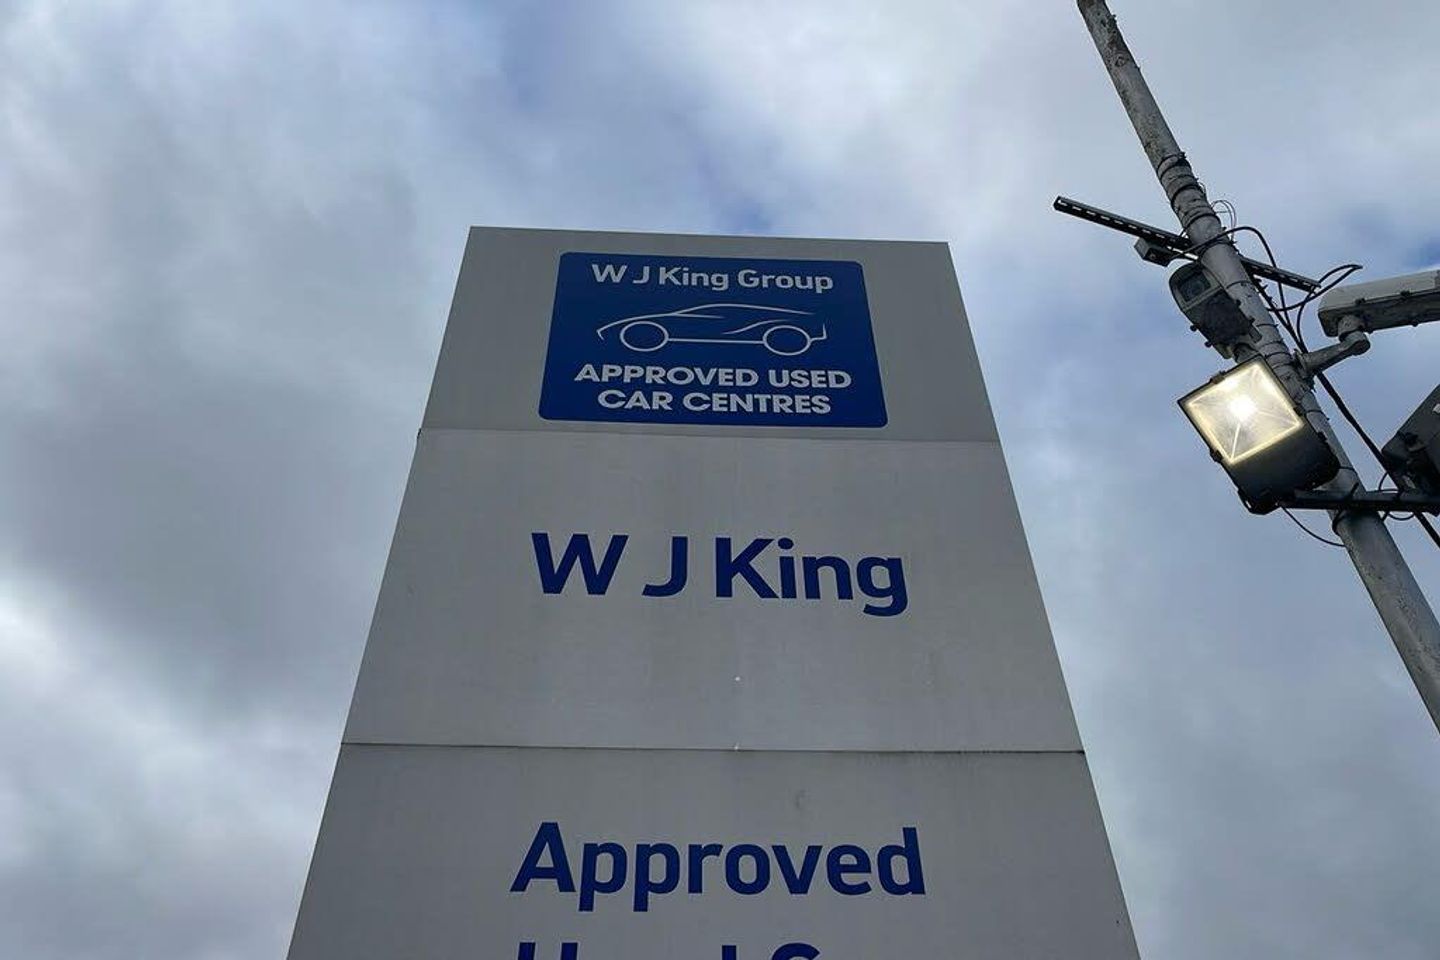 W J King Group
APPROVED USED
CAR CENTRES
W J King
Approved